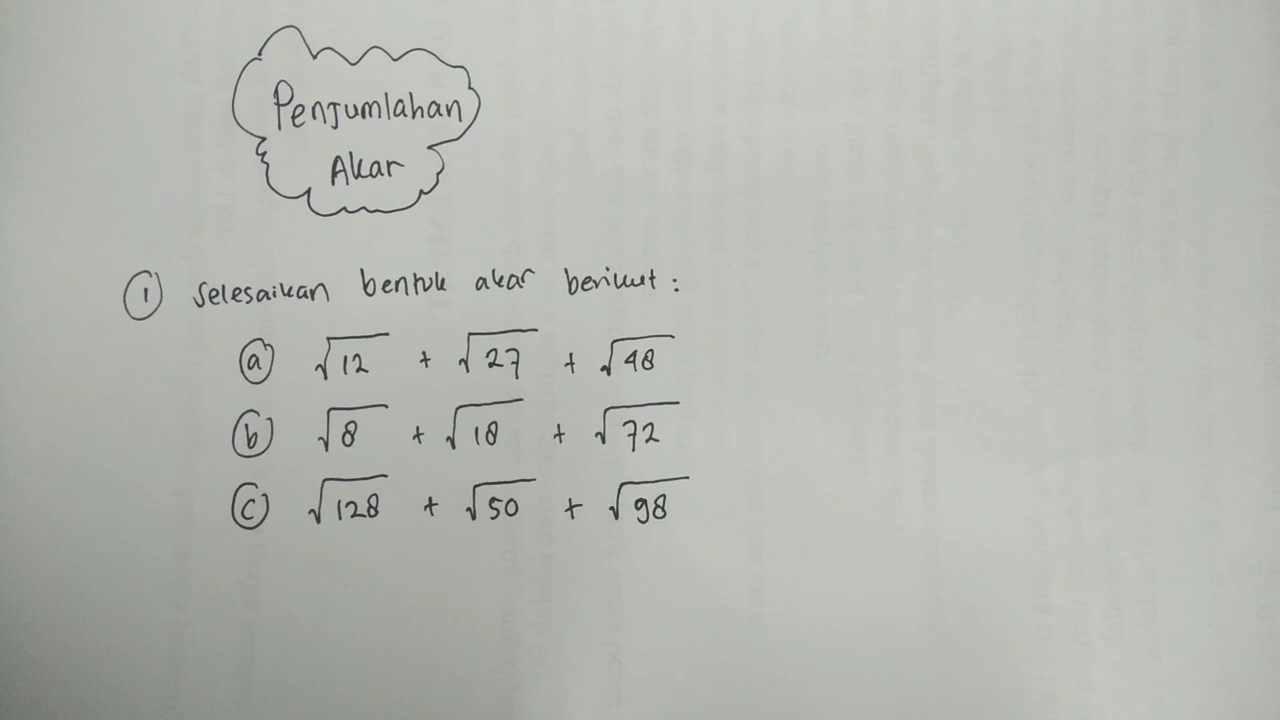 Penjumlahan
Akar
① Selesaikan bentuk akar berikut :
ⓐ √12 + √27 + √48
ⓑ √8 + √18 + √72
ⓒ √128 + √50 + √98